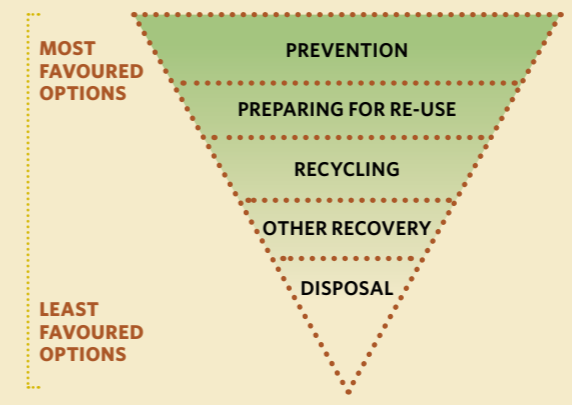 MOST
FAVOURED
OPTIONS
PREVENTION
PREPARING FOR RE-USE
RECYCLING
OTHER RECOVERY
DISPOSAL
LEAST
FAVOURED
OPTIONS